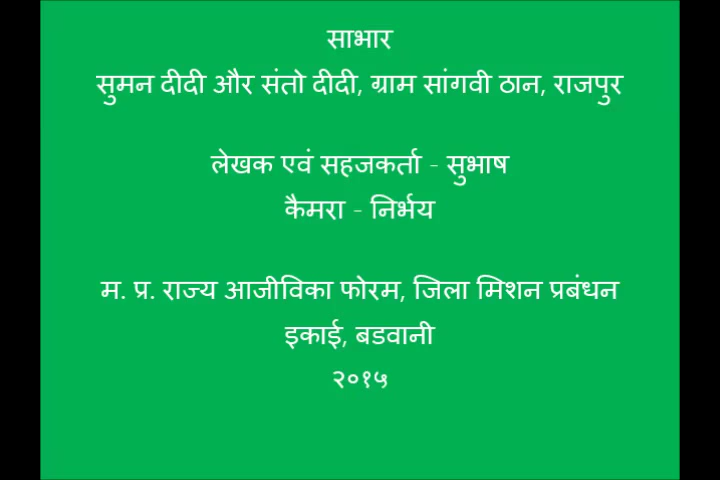 साभार
सुमन दीदी और संतो दीदी, ग्राम सांगवी ठान, राजपुर
लेखक एवं सहजकर्ता - सुभाष
कैमरा - निर्भय
म. प्र. राज्य आजीविका फोरम, जिला मिशन प्रबंधन
इकाई, बडवानी
२०१५